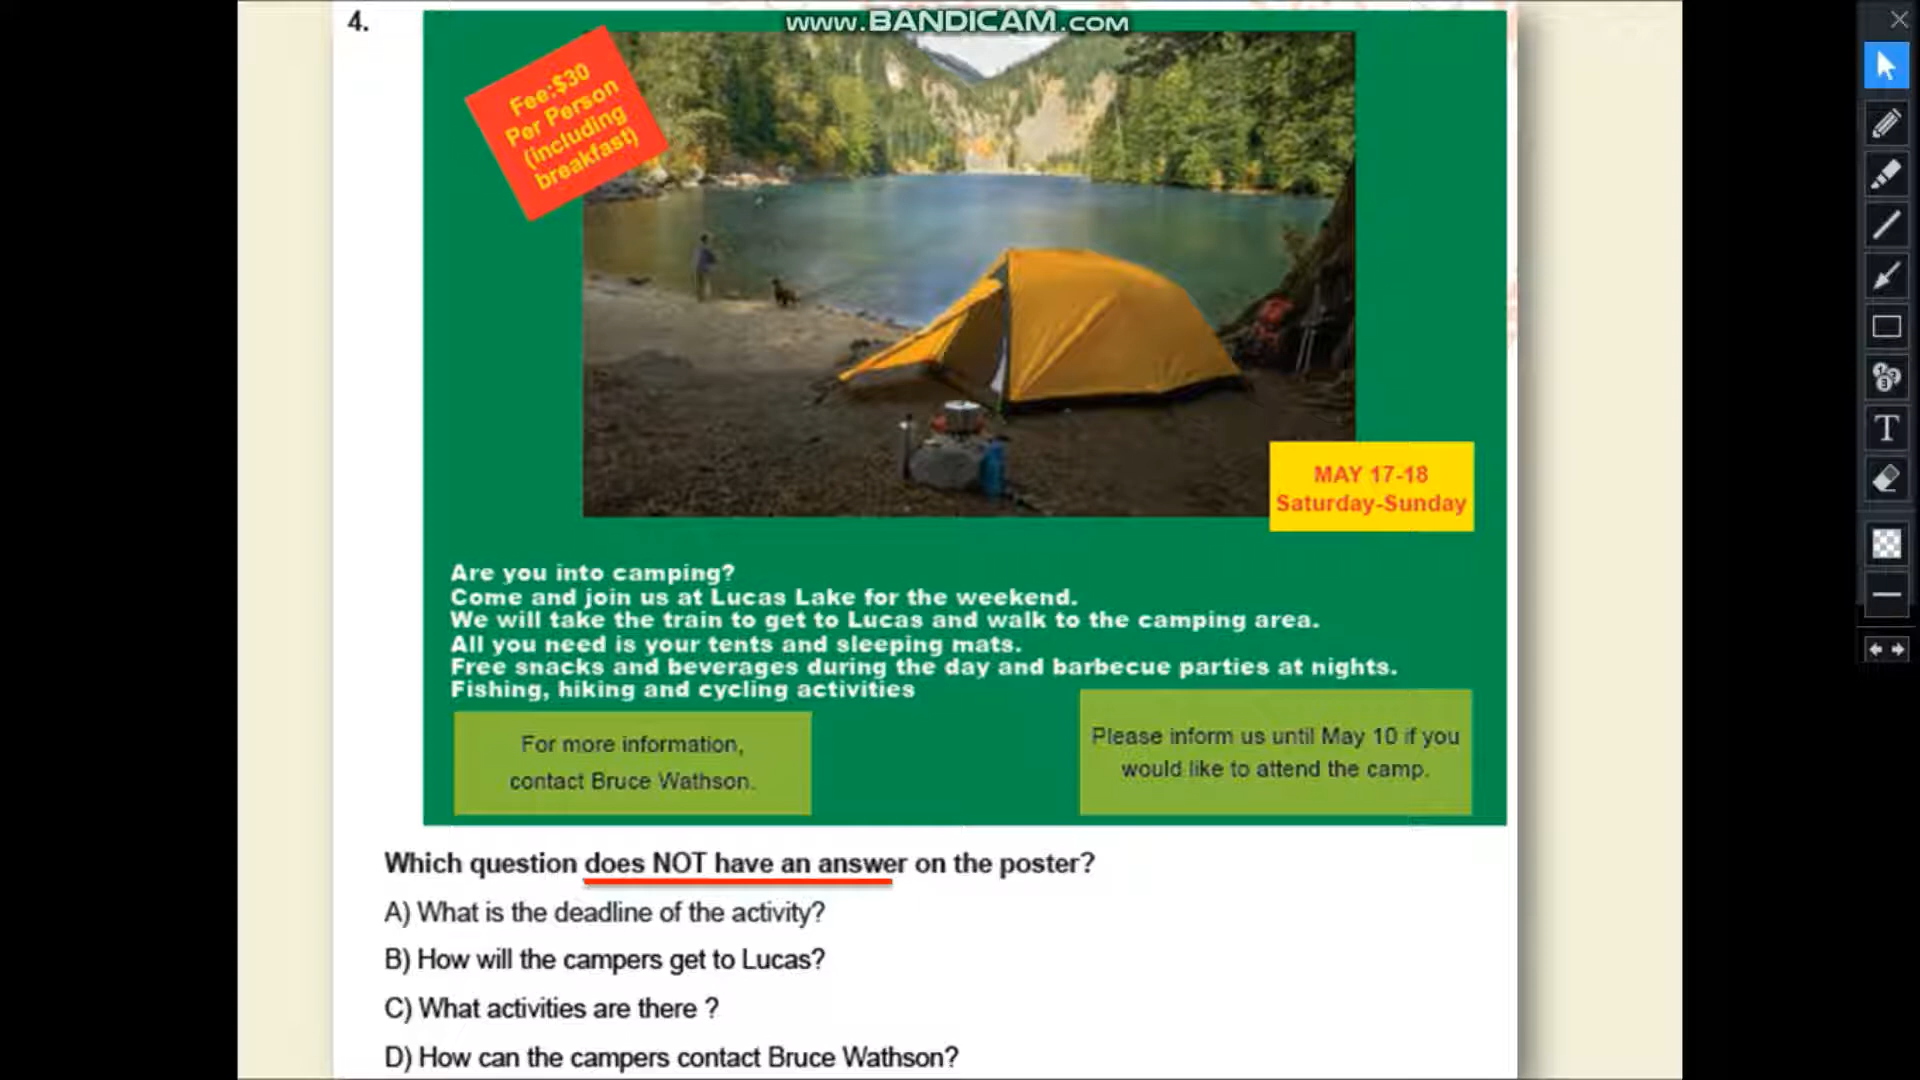 www.BANDICAM.com
4.
Fee:$30
Per Person
(including
breakfast)
MAY 17-18
Saturday-Sunday
Are you into camping?
Come and join us at Lucas Lake for the weekend.
We will take the train to get to Lucas and walk to the camping area.
All you need is your tents and sleeping mats.
Free snacks and beverages during the day and barbecue parties at nights.
Fishing, hiking and cycling activities
For more information,
contact Bruce Wathson.
Please inform us until May 10 if you
would like to attend the camp.
Which question does NOT have an answer on the poster?
A) What is the deadline of the activity?
B) How will the campers get to Lucas?
C) What activities are there ?
D) How can the campers contact Bruce Wathson?
T